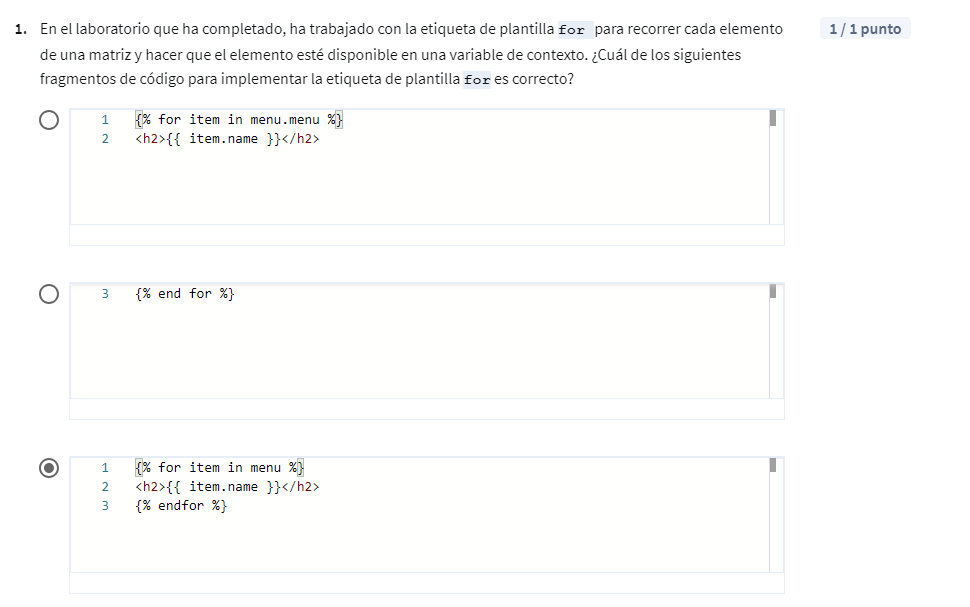 1. En el laboratorio que ha completado, ha trabajado con la etiqueta de plantilla for para recorrer cada elemento
1 / 1 punto
de una matriz y hacer que el elemento esté disponible en una variable de contexto. ¿Cuál de los siguientes
fragmentos de código para implementar la etiqueta de plantilla for es correcto?
1 {% for item in menu.menu %}
2 <h2>{{ item.name }}</h2>
3 {% end for %}
1 {% for item in menu %}
2 <h2>{{ item.name }}</h2>
3 {% endfor %}